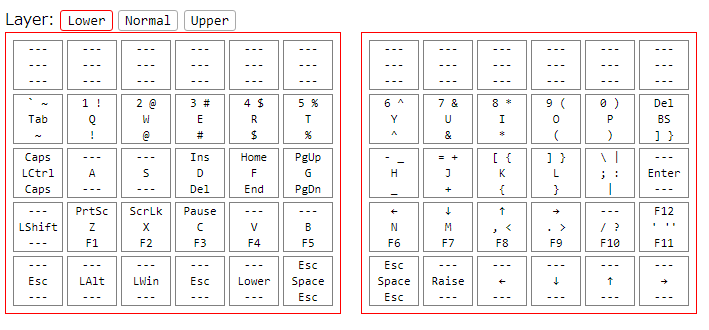 Layer: Lower Normal Upper
--- --- --- --- --- --- --- --- --- --- --- ---
--- --- --- --- --- --- --- --- --- --- --- ---
--- --- --- --- --- --- --- --- --- --- --- ---
` ~ 1 ! 2 @ 3 # 4 $ 5 % 6 ^ 7 & 8 * 9 ( 0 ) Del
Tab Q W E R T Y U I O P BS
~ ! @ # $ % ^ & * ( ) ] }
Caps --- --- Ins Home PgUp - _ = + [ { ] } \ | ---
LCtrl A S D F G H J K L ; : Enter
Caps --- --- Del End PgDn _ + { } | ---
--- PrtSc ScrLk Pause --- --- ← ↓ ↑ → --- F12
LShift Z X C V B N M , < . > / ? ' ''
--- F1 F2 F3 F4 F5 F6 F7 F8 F9 F10 F11
--- --- --- --- --- Esc Esc --- --- --- --- ---
Esc LAlt LWin Esc Lower Space Space Raise ← ↓ ↑ →
--- --- --- --- --- Esc Esc --- --- --- --- ---